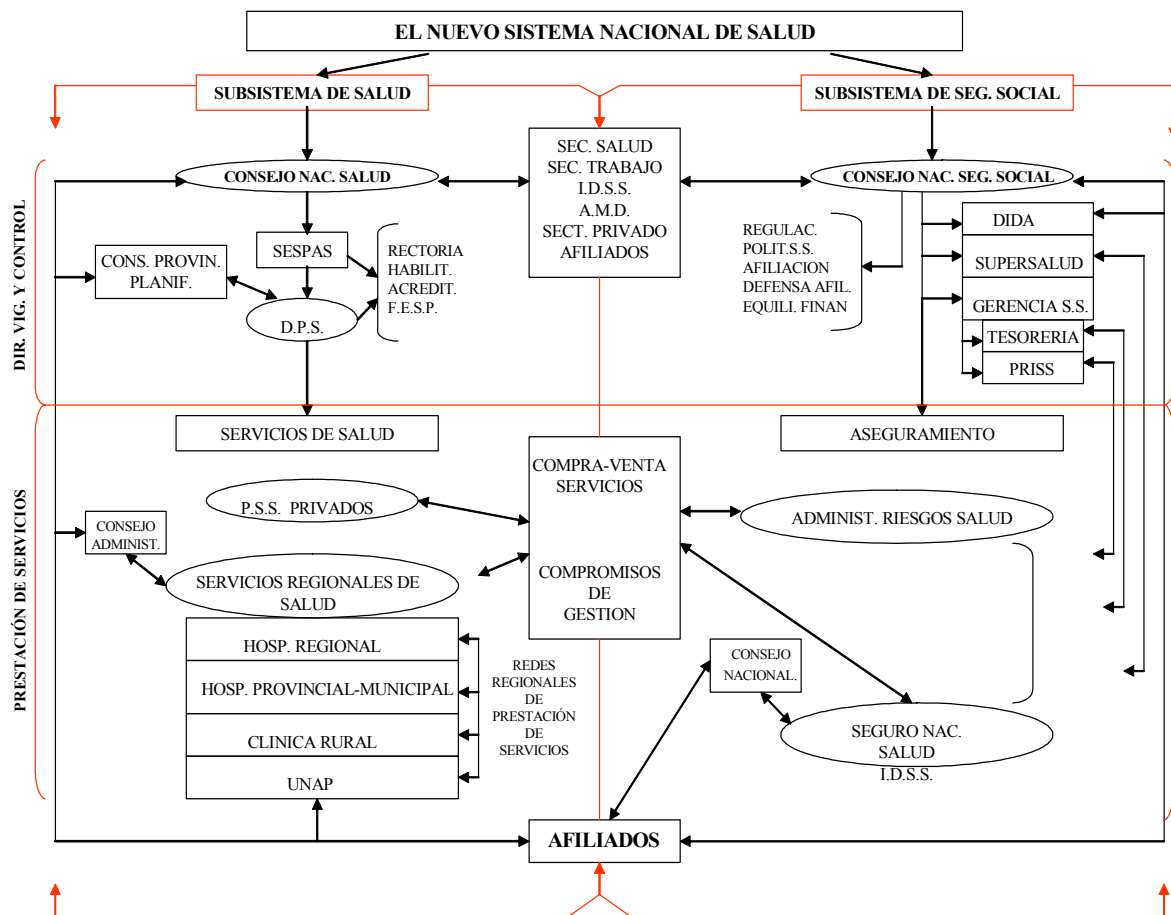 EL NUEVO SISTEMA NACIONAL DE SALUD
SUBSISTEMA DE SALUD
SUBSISTEMA DE SEG. SOCIAL
DIR. VIG. Y CONTROL
CONSEJO NAC. SALUD
SEC. SALUD
SEC. TRABAJO
I.D.S.S.
A.M.D.
SECT. PRIVADO
AFILIADOS
CONSEJO NAC. SEG. SOCIAL
CONS. PROVIN.
PLANIF.
SESPAS
D.P.S.
RECTORIA
HABILIT.
ACREDIT.
F.E.S.P.
REGULAC.
POLIT.S.S.
AFILIACION
DEFENSA AFIL.
EQUILI. FINAN
DIDA
SUPERSALUD
GERENCIA S.S.
TESORERIA
PRISS
PRESTACIÓN DE SERVICIOS
SERVICIOS DE SALUD
ASEGURAMIENTO
P.S.S. PRIVADOS
CONSEJO
ADMINIST.
SERVICIOS REGIONALES DE
SALUD
COMPRA-VENTA
SERVICIOS
COMPROMISOS
DE
GESTION
ADMINIST. RIESGOS SALUD
HOSP. REGIONAL
HOSP. PROVINCIAL-MUNICIPAL
CLINICA RURAL
UNAP
REDES
REGIONALES
DE
PRESTACIÓN
DE
SERVICIOS
CONSEJO
NACIONAL.
SEGURO NAC.
SALUD
I.D.S.S.
AFILIADOS